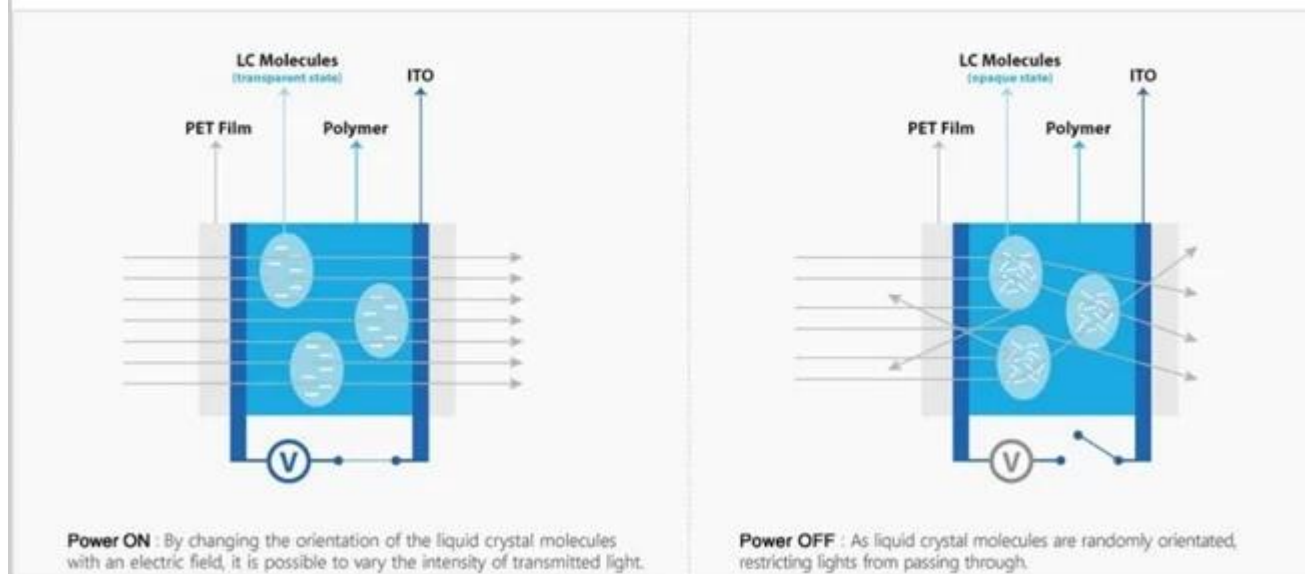 LC Molecules
(transparent state)
ITO
PET Film
Polymer
V
Power ON : By changing the orientation of the liquid crystal molecules
with an electric field, it is possible to vary the intensity of transmitted light.
LC Molecules
(opaque state)
ITO
PET Film
Polymer
V
Power OFF : As liquid crystal molecules are randomly orientated,
restricting lights from passing through.